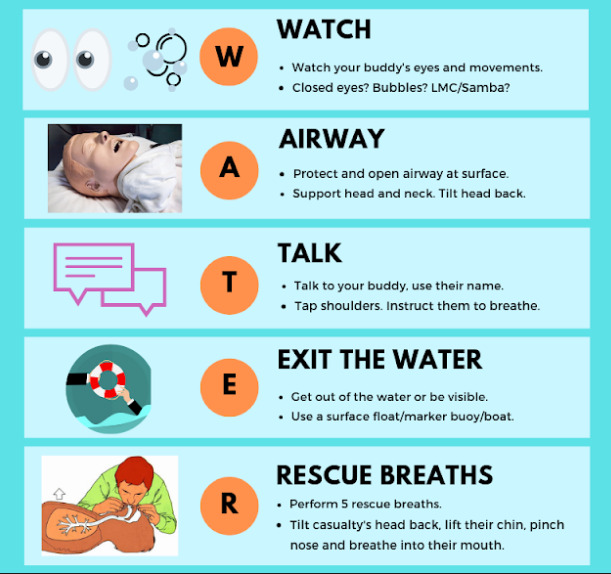 WATCH
W
• Watch your buddy's eyes and movements.
• Closed eyes? Bubbles? LMC/Samba?
AIRWAY
A
• Protect and open airway at surface.
• Support head and neck. Tilt head back.
TALK
T
• Talk to your buddy, use their name.
• Tap shoulders. Instruct them to breathe.
EXIT THE WATER
E
• Get out of the water or be visible.
• Use a surface float/marker buoy/boat.
RESCUE BREATHS
R
• Perform 5 rescue breaths.
• Tilt casualty's head back, lift their chin, pinch
nose and breathe into their mouth.